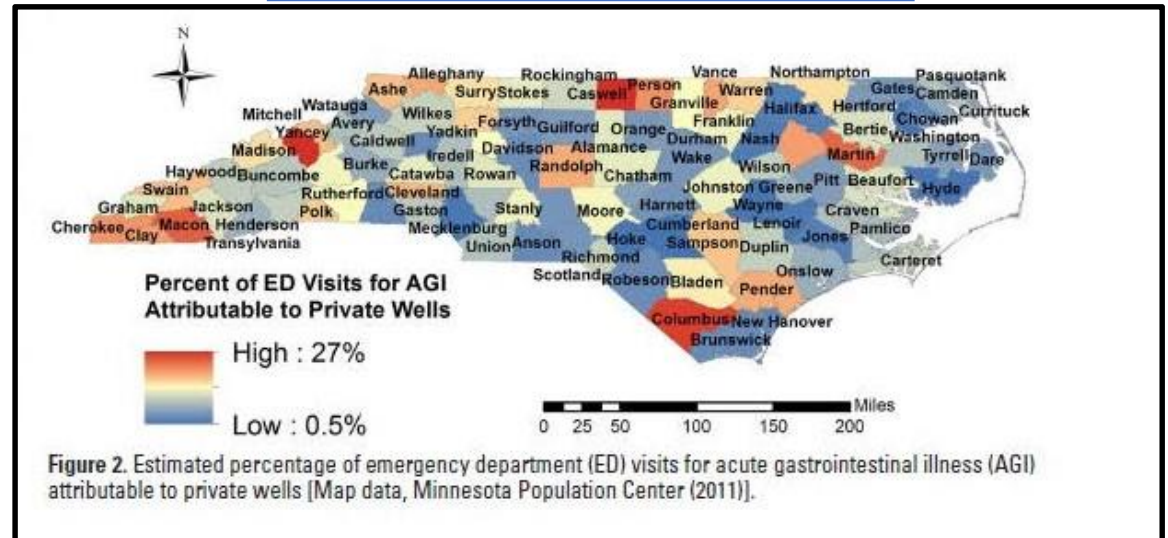 N
Alleghany
Rockingham
Vance
Northampton
Pasquotank
Ashe
Surry Stokes
Caswell
Person
Warren
Gates
Camden
Granville
Currituck
Mitchell
Watauga
Wilkes
Forsyth
Guilford
Orange
Franklin
Halifax
Hertford
Chowan
Yancey
Avery
Yadkin
Durham
Nash
Bertie
Washington
Madison
Caldwell
Iredell
Davidson
Alamance
Wake
Martin
Tyrrell
Dare
Haywood
Buncombe
Burke
Catawba
Rowan
Randolph
Chatham
Wilson
Pitt
Beaufort
Hyde
Swain
Rutherford
Cleveland
Johnston
Greene
Graham
Jackson
Polk
Gaston
Stanly
Moore
Harnett
Wayne
Craven
Cherokee
Clay
Macon
Henderson
Mecklenburg
Cumberland
Lenoir
Pamlico
Transylvania
Union
Anson
Hoke
Sampson
Duplin
Jones
Richmond
Carteret
Scotland
Robeson
Bladen
Onslow
Pender
Columbus
New Hanover
Brunswick
Percent of ED Visits for AGI
Attributable to Private Wells
High : 27%
Low : 0.5%
Miles
0 25 50 100 150 200
Figure 2. Estimated percentage of emergency department (ED) visits for acute gastrointestinal illness (AGI)
attributable to private wells [Map data, Minnesota Population Center (2011)].